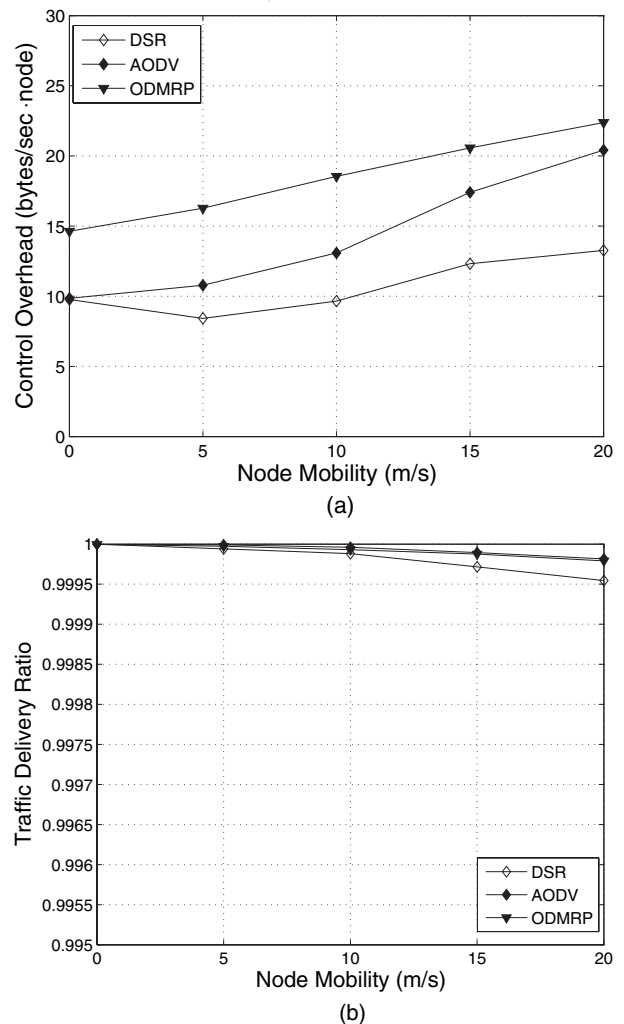 30
25
20
15
10
5
0
Control Overhead (bytes/sec ·node)
DSR
AODV
ODMRP
0 5 10 15 20
Node Mobility (m/s)
(a)
1
0.9995
0.999
0.9985
0.998
0.9975
0.997
0.9965
0.996
0.9955
0.995
Traffic Delivery Ratio
DSR
AODV
ODMRP
0 5 10 15 20
Node Mobility (m/s)
(b)